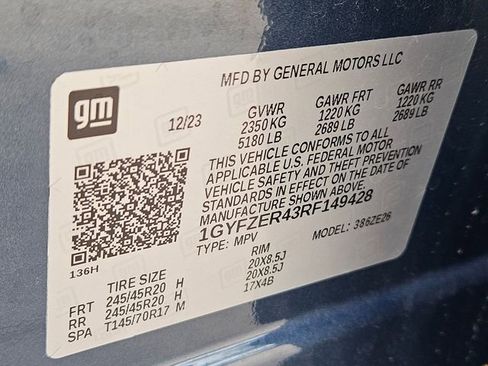 gm
MFD BY GENERAL MOTORS LLC
12/23 GVWR GAWR FRT GAWR RR
2350 KG 1220 KG 1220 KG
5180 LB 2689 LB 2689 LB
THIS VEHICLE CONFORMS TO ALL
APPLICABLE U.S. FEDERAL MOTOR
VEHICLE SAFETY AND THEFT PREVENTION
STANDARDS IN EFFECT ON THE DATE OF
MANUFACTURE SHOWN ABOVE.
1GYFZER43RF149428
TYPE: MPV MODEL: 386ZE26
136H
TIRE SIZE RIM
FRT 245/45R20 H 20X8.5J
RR 245/45R20 H 20X8.5J
SPA T145/70R17 M 17X4B